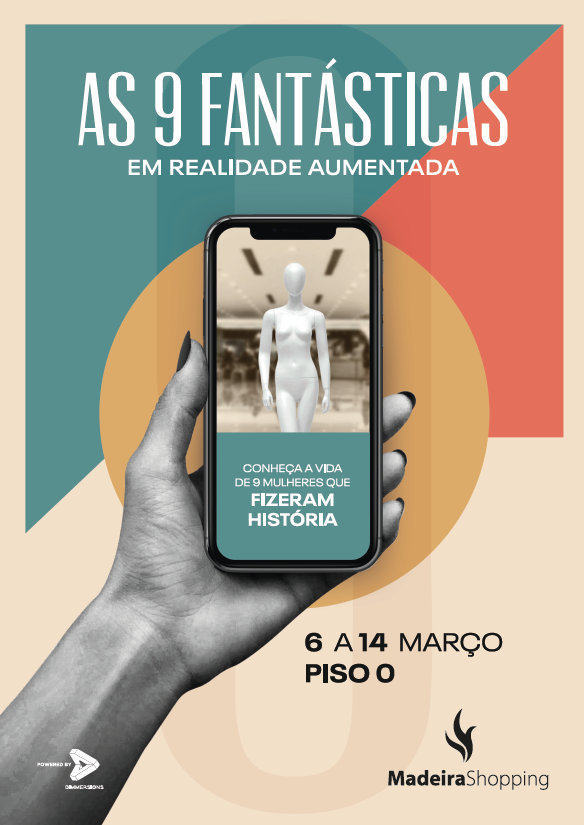 AS 9 FANTÁSTICAS
EM REALIDADE AUMENTADA
CONHEÇA A VIDA
DE 9 MULHERES QUE
FIZERAM
HISTÓRIA
6 A 14 MARÇO
PISO 0
POWERED BY
DIMMERSIONS
MadeiraShopping